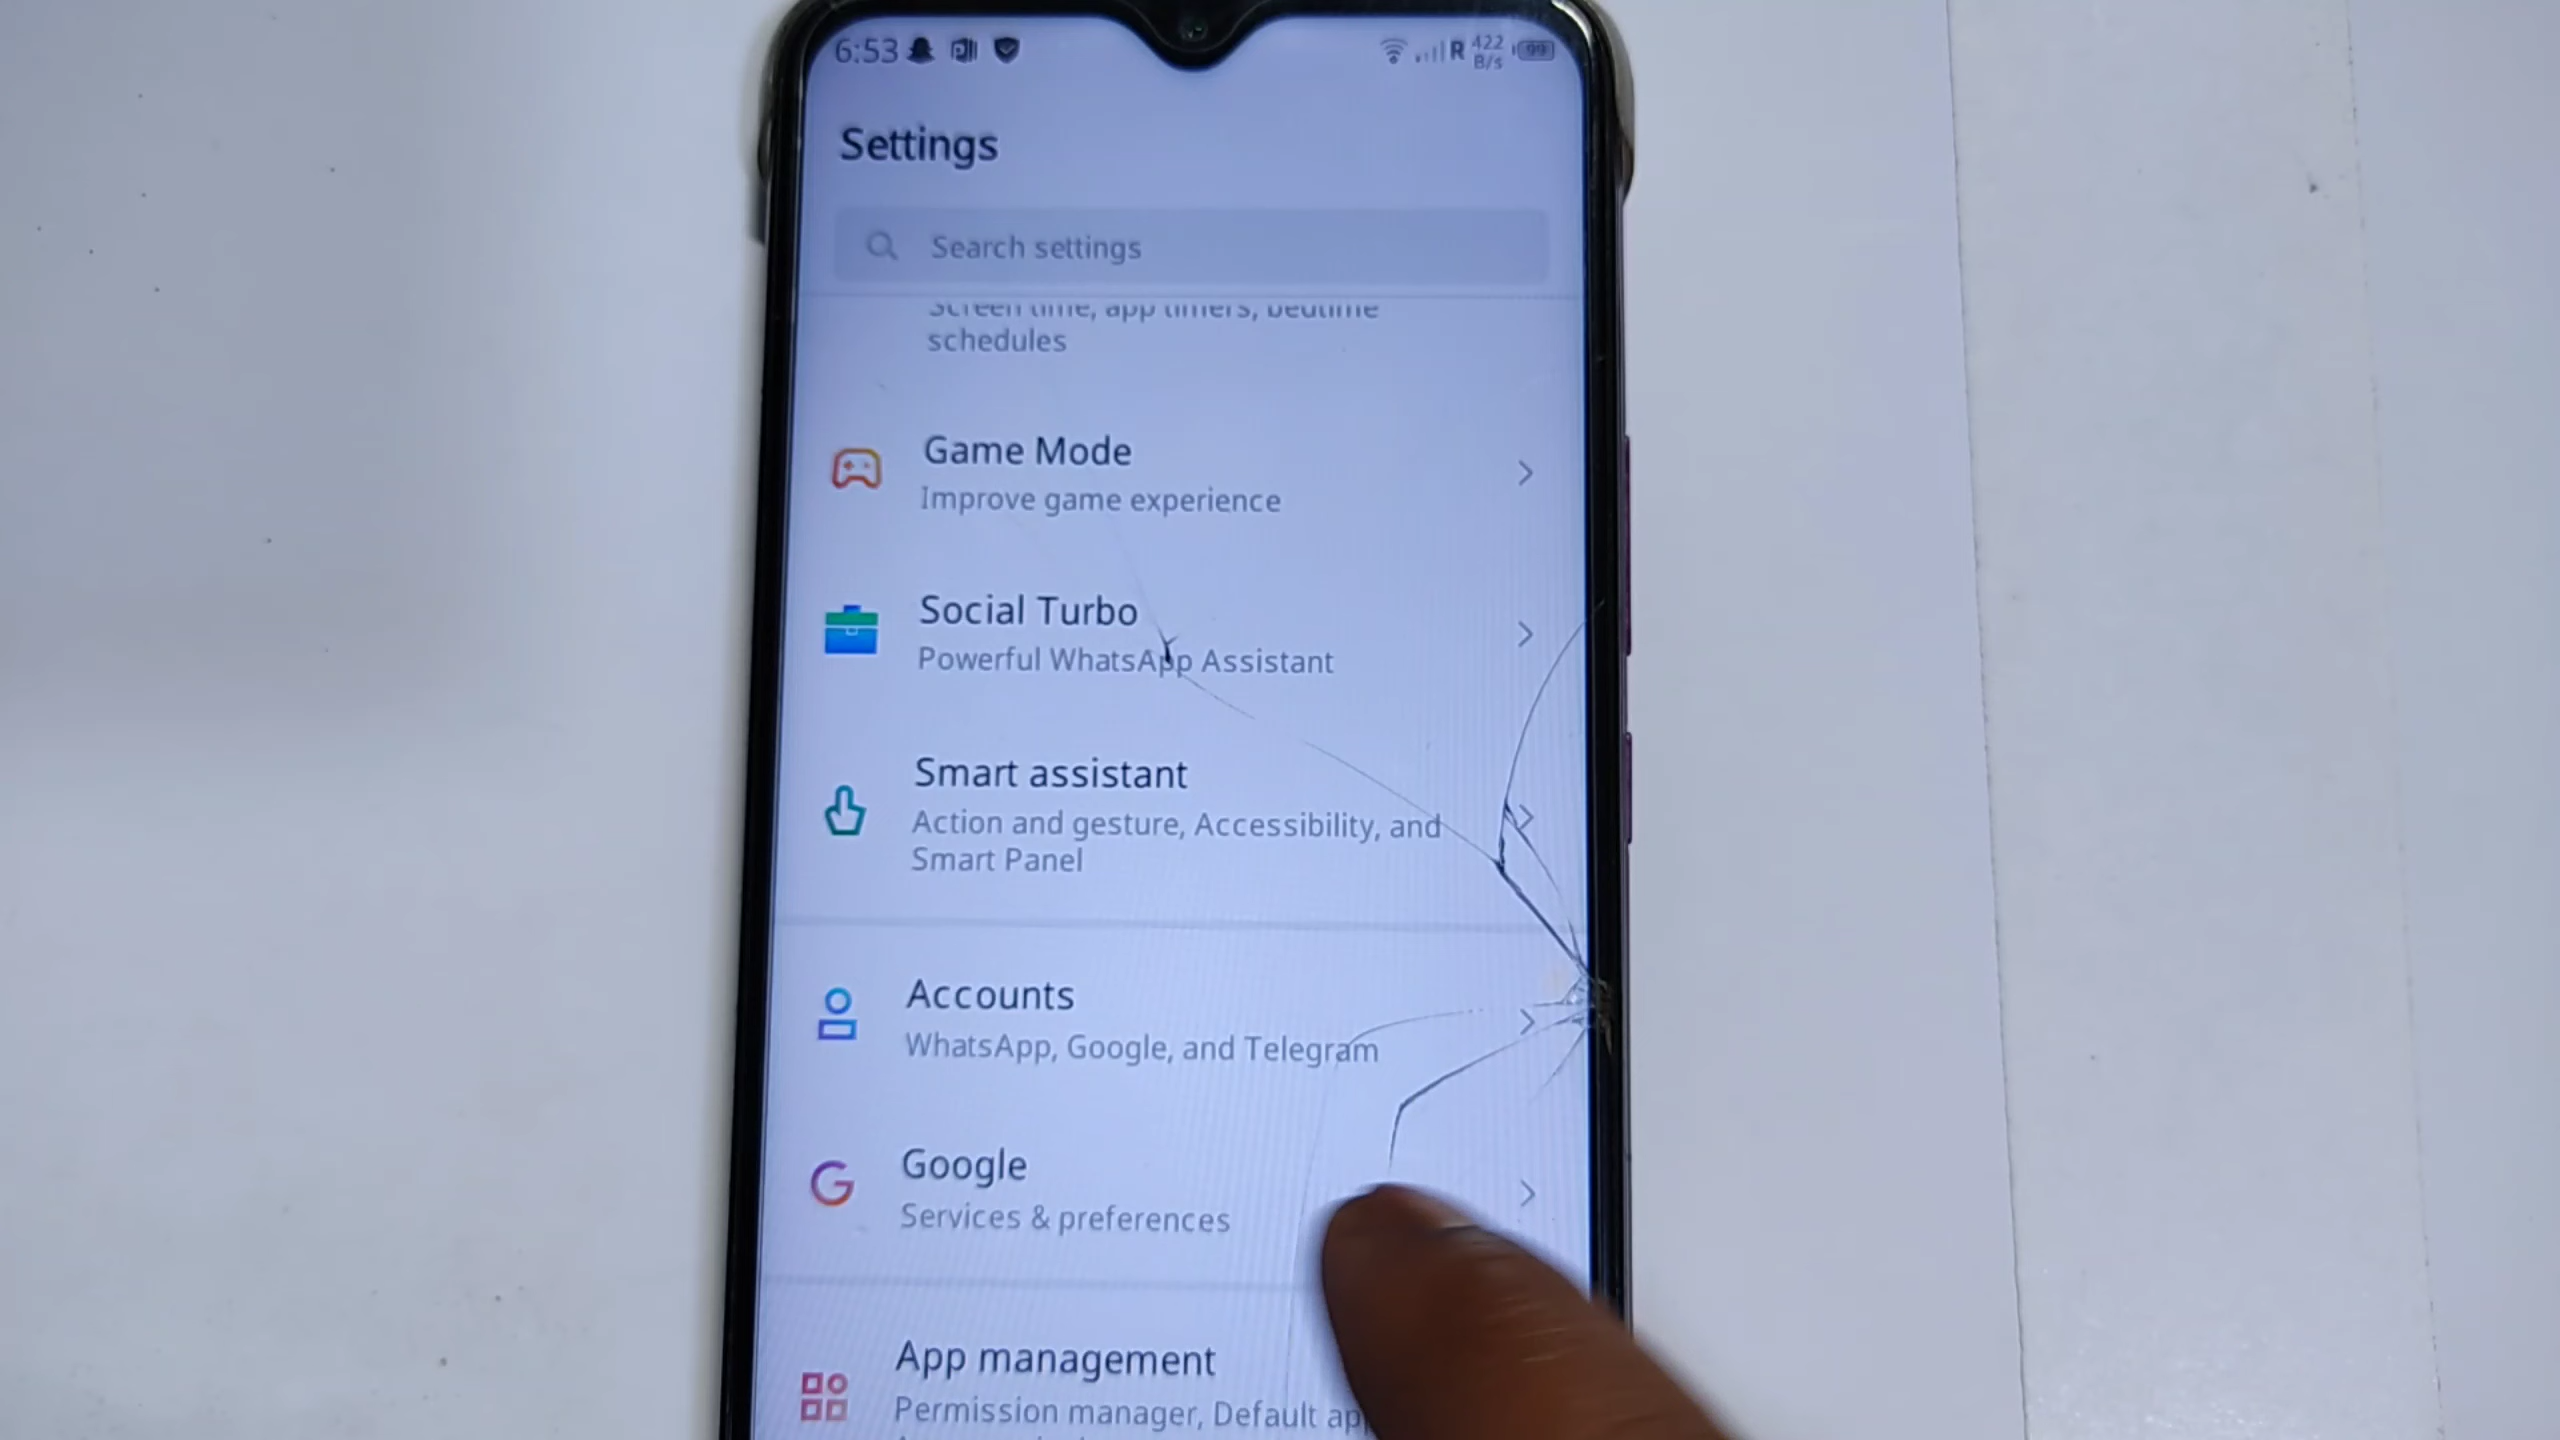 6:53
R 422 B/s 99
Settings
Search settings
Screen time, app timers, bedtime
schedules
Game Mode
Improve game experience
Social Turbo
Powerful WhatsApp Assistant
Smart assistant
Action and gesture, Accessibility, and
Smart Panel
Accounts
WhatsApp, Google, and Telegram
Google
Services & preferences
App management
Permission manager, Default